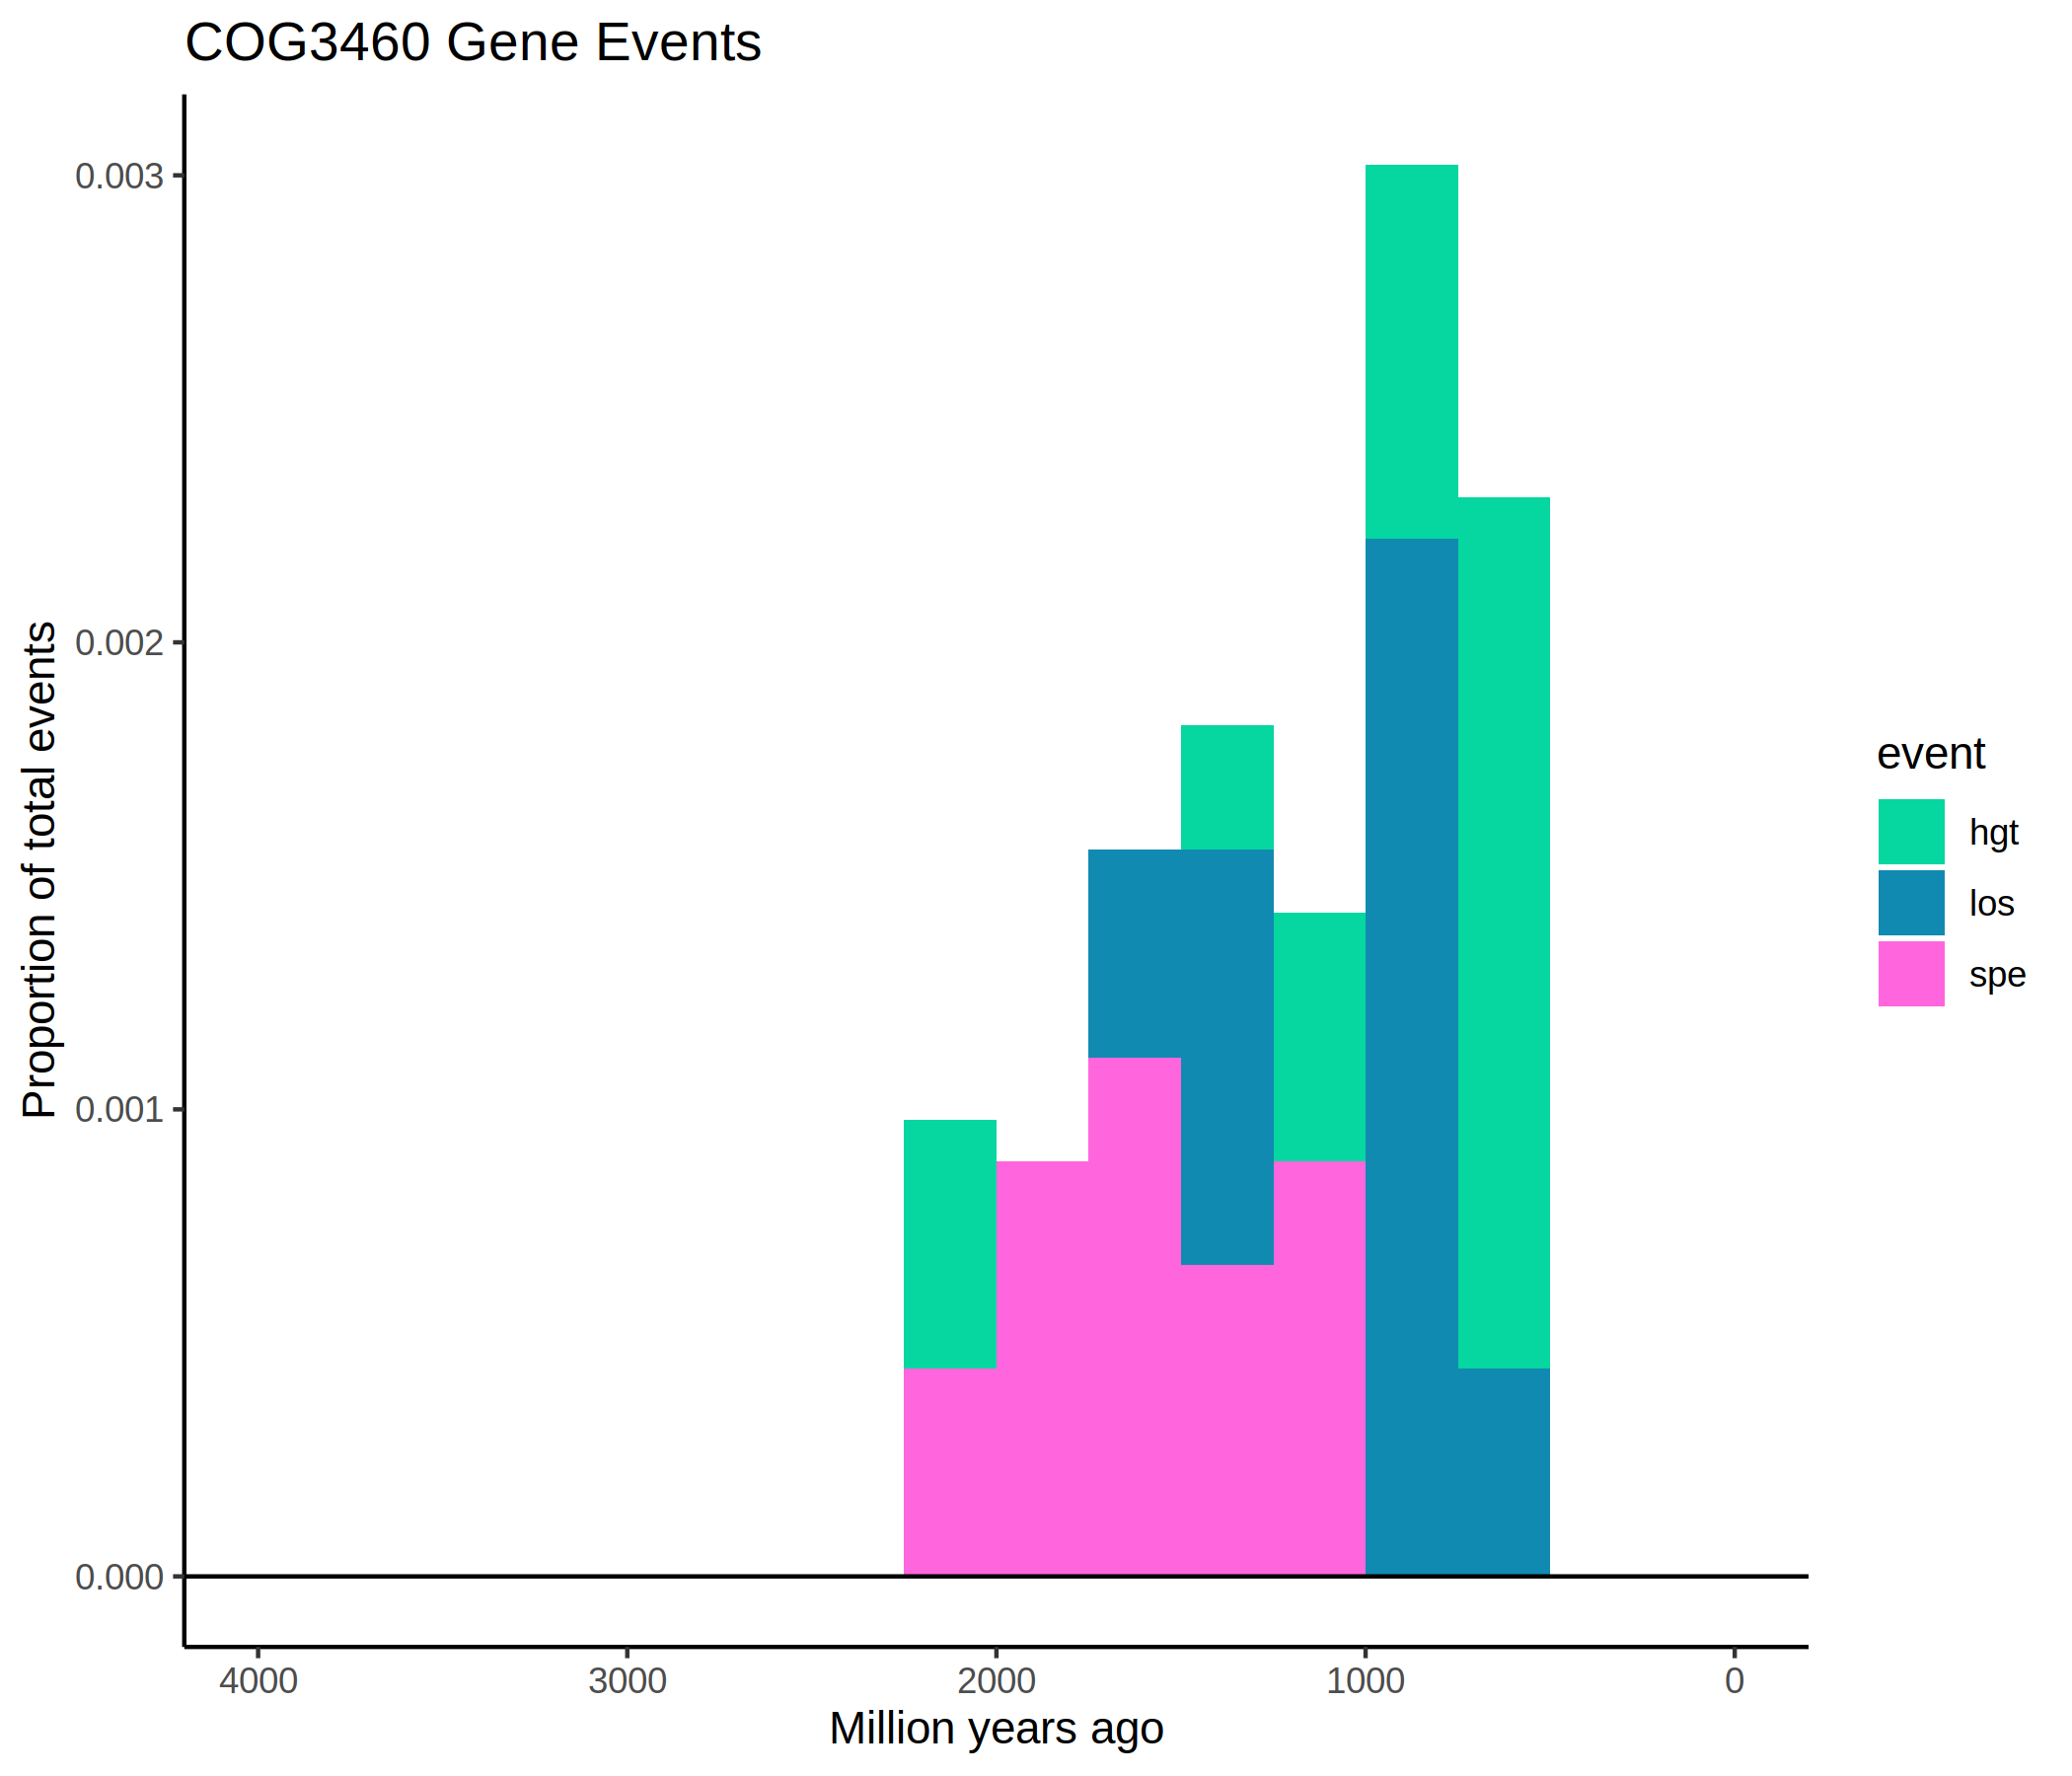 COG3460 Gene Events
Proportion of total events
0.003
0.002
0.001
0.000
4000 3000 2000 1000 0
Million years ago
event
hgt
los
spe